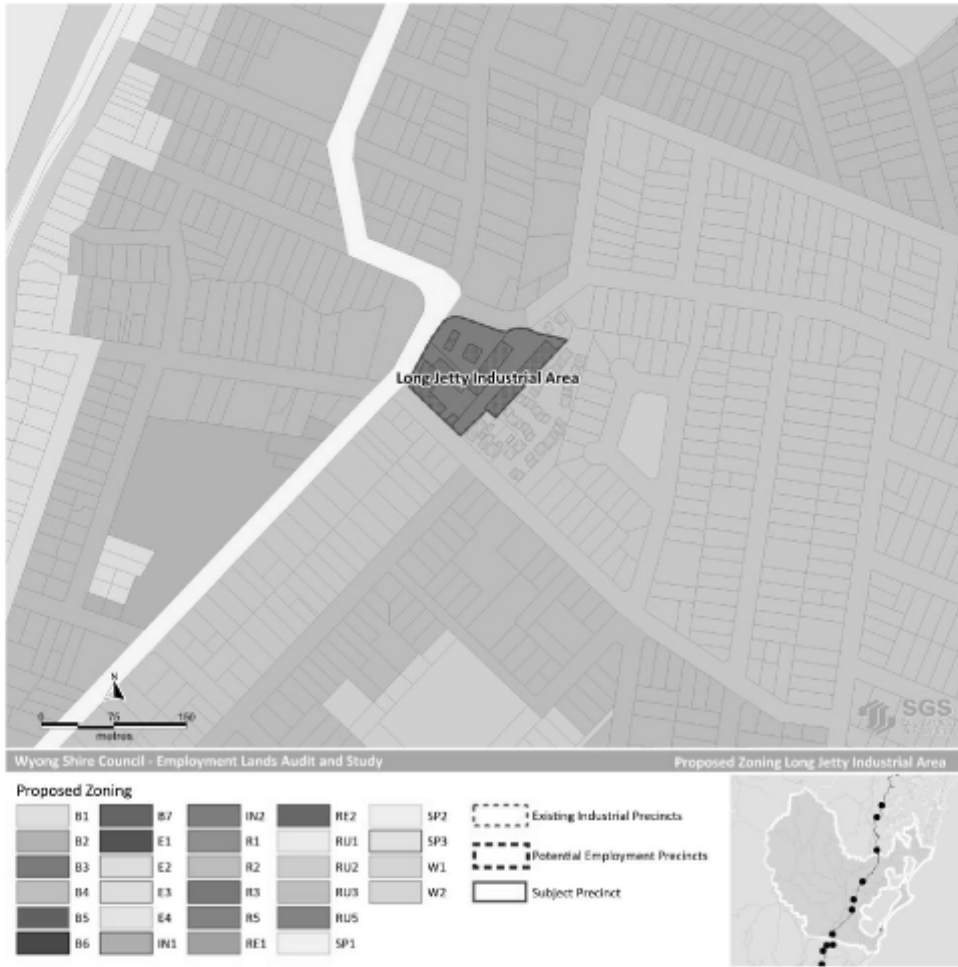 Long Jetty Industrial Area
N
0 75 150
metres
SGS
Wyong Shire Council - Employment Lands Audit and Study
Proposed Zoning Long Jetty Industrial Area
Proposed Zoning
B1 B7 IN2 RE2 SP2
B2 E1 R1 RU1 SP3
B3 E2 R2 RU2 W1
B4 E3 R3 RU3 W2
B5 E4 R5 RU5
B6 IN1 RE1 SP1
Existing Industrial Precincts
Potential Employment Precincts
Subject Precinct